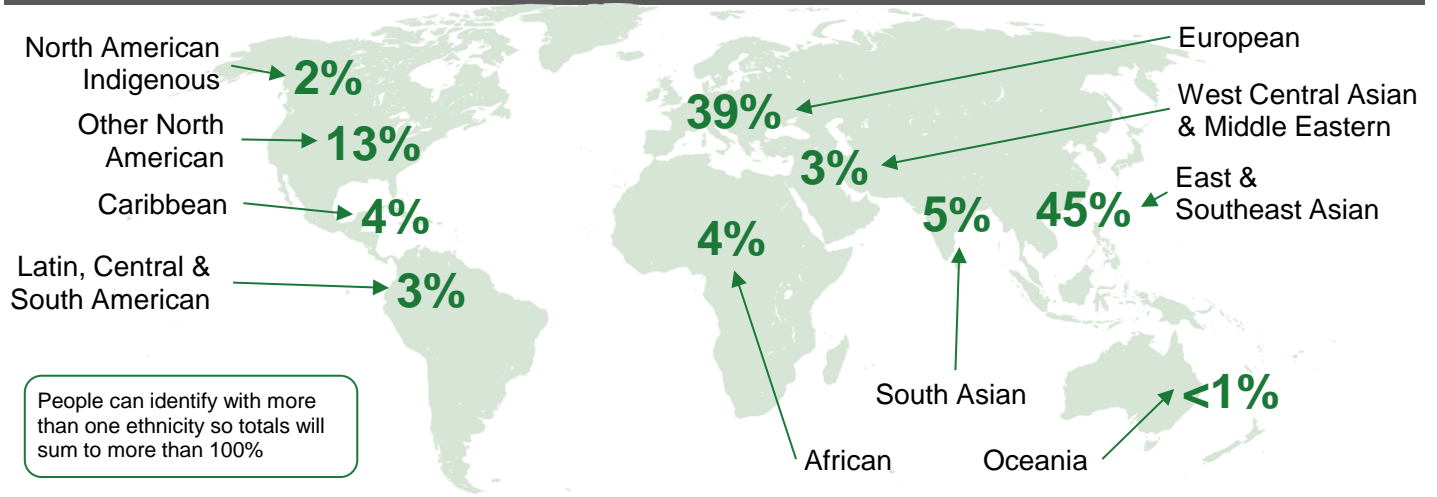 North American
Indigenous
2%
Other North
American
13%
Caribbean
4%
Latin, Central &
South American
3%
European
39%
West Central Asian
& Middle Eastern
3%
East &
Southeast Asian
45%
5%
South Asian
4%
African
<1%
Oceania
People can identify with more
than one ethnicity so totals will
sum to more than 100%